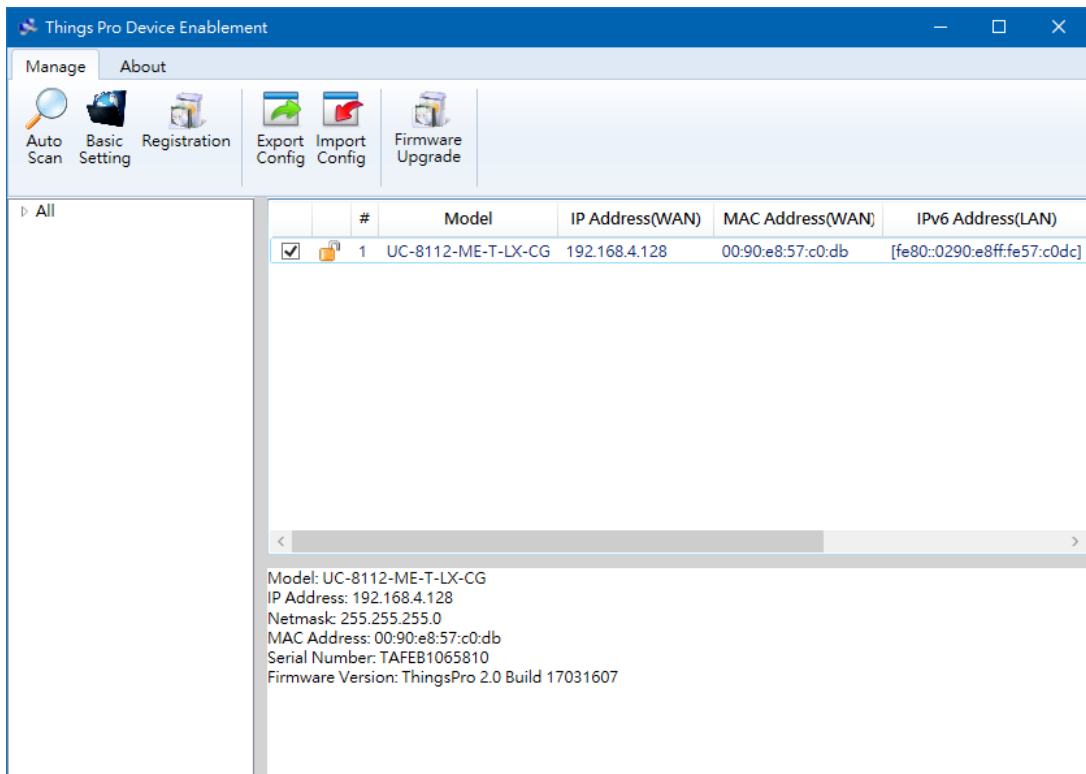 Things Pro Device Enablement
Manage About
Auto Scan
Basic Setting
Registration
Export Config
Import Config
Firmware Upgrade
All
# Model IP Address(WAN) MAC Address(WAN) IPv6 Address(LAN)
1 UC-8112-ME-T-LX-CG 192.168.4.128 00:90:e8:57:c0:db [fe80::0290:e8ff:fe57:c0dc]
Model: UC-8112-ME-T-LX-CG
IP Address: 192.168.4.128
Netmask: 255.255.255.0
MAC Address: 00:90:e8:57:c0:db
Serial Number: TAFEB1065810
Firmware Version: ThingsPro 2.0 Build 17031607